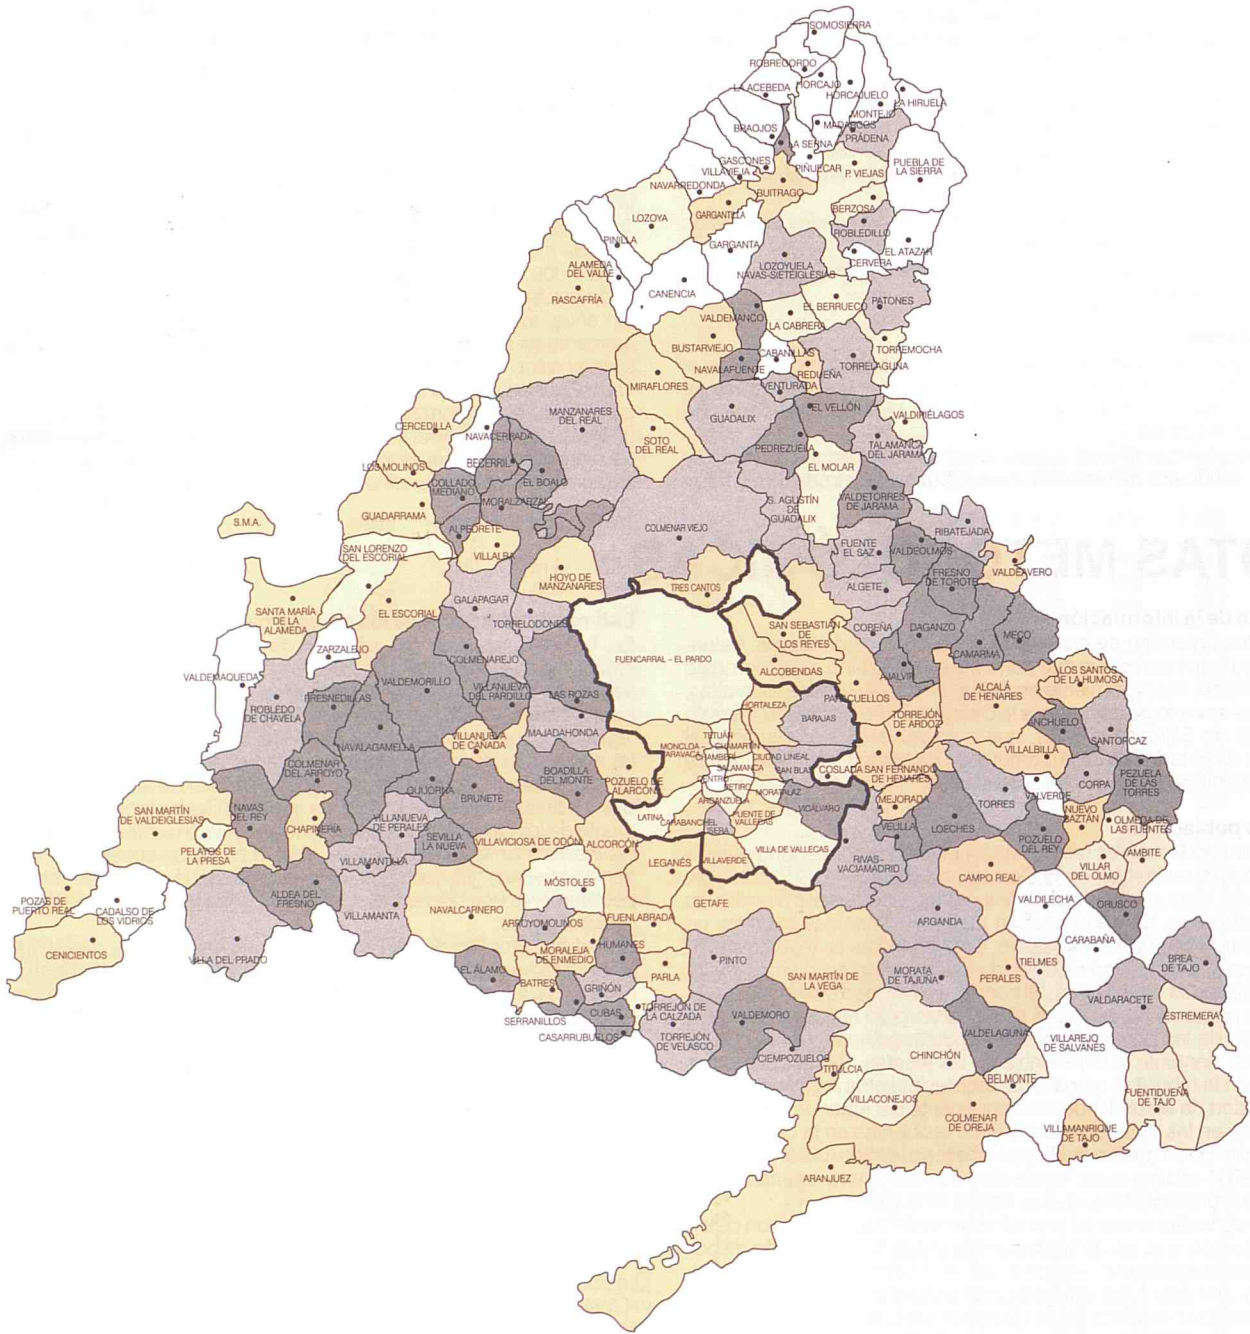 SOMOSIERRA
ROBREGORDO
LA ACEBEDA
HORCAJO
HORCAJUELO
LA HIRUELA
MONTEJO
BRAOJOS
MADARCOS
PRÁDENA
LA SERNA
GASCONES
PIÑUECAR
P. VIEJAS
PUEBLA DE
LA SIERRA
VILLAVIEJA
NAVARREDONDA
BUITRAGO
GARGANTILLA
BERZOSA
LOZOYA
ROBLEDILLO
PINILLA
GARGANTA
EL ATAZAR
CERVERA
ALAMEDA
DEL VALLE
LOZOYUELA
NAVAS-SIETEIGLESIAS
RASCAFRÍA
CANENCIA
EL BERRUECO
PATONES
VALDEMANCO
LA CABRERA
BUSTARVIEJO
CABANILLAS
TORREMOCHA
NAVALAFUENTE
REDUEÑA
TORRELAGUNA
MIRAFLORES
VENTURADA
MANZANARES
DEL REAL
GUADALIX
EL VELLÓN
VALDIPIÉLAGOS
CERCEDILLA
NAVACERRADA
SOTO
DEL REAL
PEDREZUELA
TALAMANCA
DEL JARAMA
LOS MOLINOS
BECERRIL
EL MOLAR
COLLADO
MEDIANO
EL BOALO
VALDETORRES
DE JARAMA
MORALZARZAL
S. AGUSTÍN
DE
GUADALIX
GUADARRAMA
S.M.A.
COLMENAR VIEJO
RIBATEJADA
ALPEDRETE
FUENTE
EL SAZ
VALDEOLMOS
SAN LORENZO
DEL ESCORIAL
VILLALBA
HOYO DE
MANZANARES
FRESNO
DE TOROTE
VALDEAVERO
TRES CANTOS
ALGETE
SANTA MARÍA
DE LA
ALAMEDA
EL ESCORIAL
GALAPAGAR
TORRELODONES
SAN SEBASTIÁN
DE
LOS REYES
COBEÑA
DAGANZO
MECO
CAMARMA
ZARZALEJO
COLMENAREJO
FUENCARRAL - EL PARDO
ALCOBENDAS
AJALVIR
LOS SANTOS
DE LA HUMOSA
VALDEMAQUEDA
FRESNEDILLAS
VALDEMORILLO
VILLANUEVA
DEL PARDILLO
LAS ROZAS
PARACUELLOS
ALCALÁ
DE HENARES
ROBLEDO
DE CHAVELA
HORTALEZA
BARAJAS
TORREJÓN
DE ARDOZ
ANCHUELO
SANTORCAZ
MAJADAHONDA
NAVALAGAMELLA
VILLANUEVA
DE CAÑADA
TETUÁN
MONCLOA -
ARAVACA
CHAMARTÍN
CHAMBERÍ
CIUDAD LINEAL
VILLALBILLA
COLMENAR
DEL ARROYO
BOADILLA
DEL MONTE
POZUELO DE
ALARCÓN
SALAMANCA
SAN BLAS
COSLADA
SAN FERNANDO
DE HENARES
CENTRO
RETIRO
MORATALAZ
CORPA
PEZUELA
DE LAS
TORRES
QUIJORNA
BRUNETE
ARGANZUELA
VICÁLVARO
MEJORADA
TORRES
VALVERDE
NUEVO
BAZTÁN
SAN MARTÍN
DE VALDEIGLESIAS
NAVAS
DEL REY
CHAPINERÍA
VILLANUEVA
DE PERALES
LATINA
CARABANCHEL
PUENTE DE
VALLECAS
OLMEDA DE
LAS FUENTES
USERA
VELILLA
LOECHES
POZUELO
DEL REY
SEVILLA
LA NUEVA
VILLAVICIOSA DE ODÓN
ALCORCÓN
VILLA DE VALLECAS
PELAYOS DE
LA PRESA
VILLAMANTILLA
LEGANÉS
VILLAVERDE
RIVAS-
VACIAMADRID
CAMPO REAL
VILLAR
DEL OLMO
AMBITE
MÓSTOLES
POZAS DE
PUERTO REAL
CADALSO DE
LOS VIDRIOS
ALDEA DEL
FRESNO
VILLAMANTA
NAVALCARNERO
GETAFE
VALDILECHA
ORUSCO
ARROYOMOLINOS
FUENLABRADA
ARGANDA
CENICIENTOS
MORALEJA
DE ENMEDIO
HUMANES
CARABAÑA
VILLA DEL PRADO
EL ÁLAMO
PINTO
BREA
DE TAJO
BATRES
PARLA
SAN MARTÍN DE
LA VEGA
MORATA
DE TAJUÑA
TIELMES
PERALES
GRIÑÓN
VALDARACETE
SERRANILLOS
CUBAS
TORREJÓN DE
LA CALZADA
VALDEMORO
ESTREMERA
CASARRUBUELOS
TORREJÓN
DE VELASCO
VALDELAGUNA
VILLAREJO
DE SALVANÉS
CIEMPOZUELOS
CHINCHÓN
TITULCIA
BELMONTE
FUENTIDUEÑA
DE TAJO
VILLACONEJOS
COLMENAR
DE OREJA
VILLAMANRIQUE
DE TAJO
ARANJUEZ